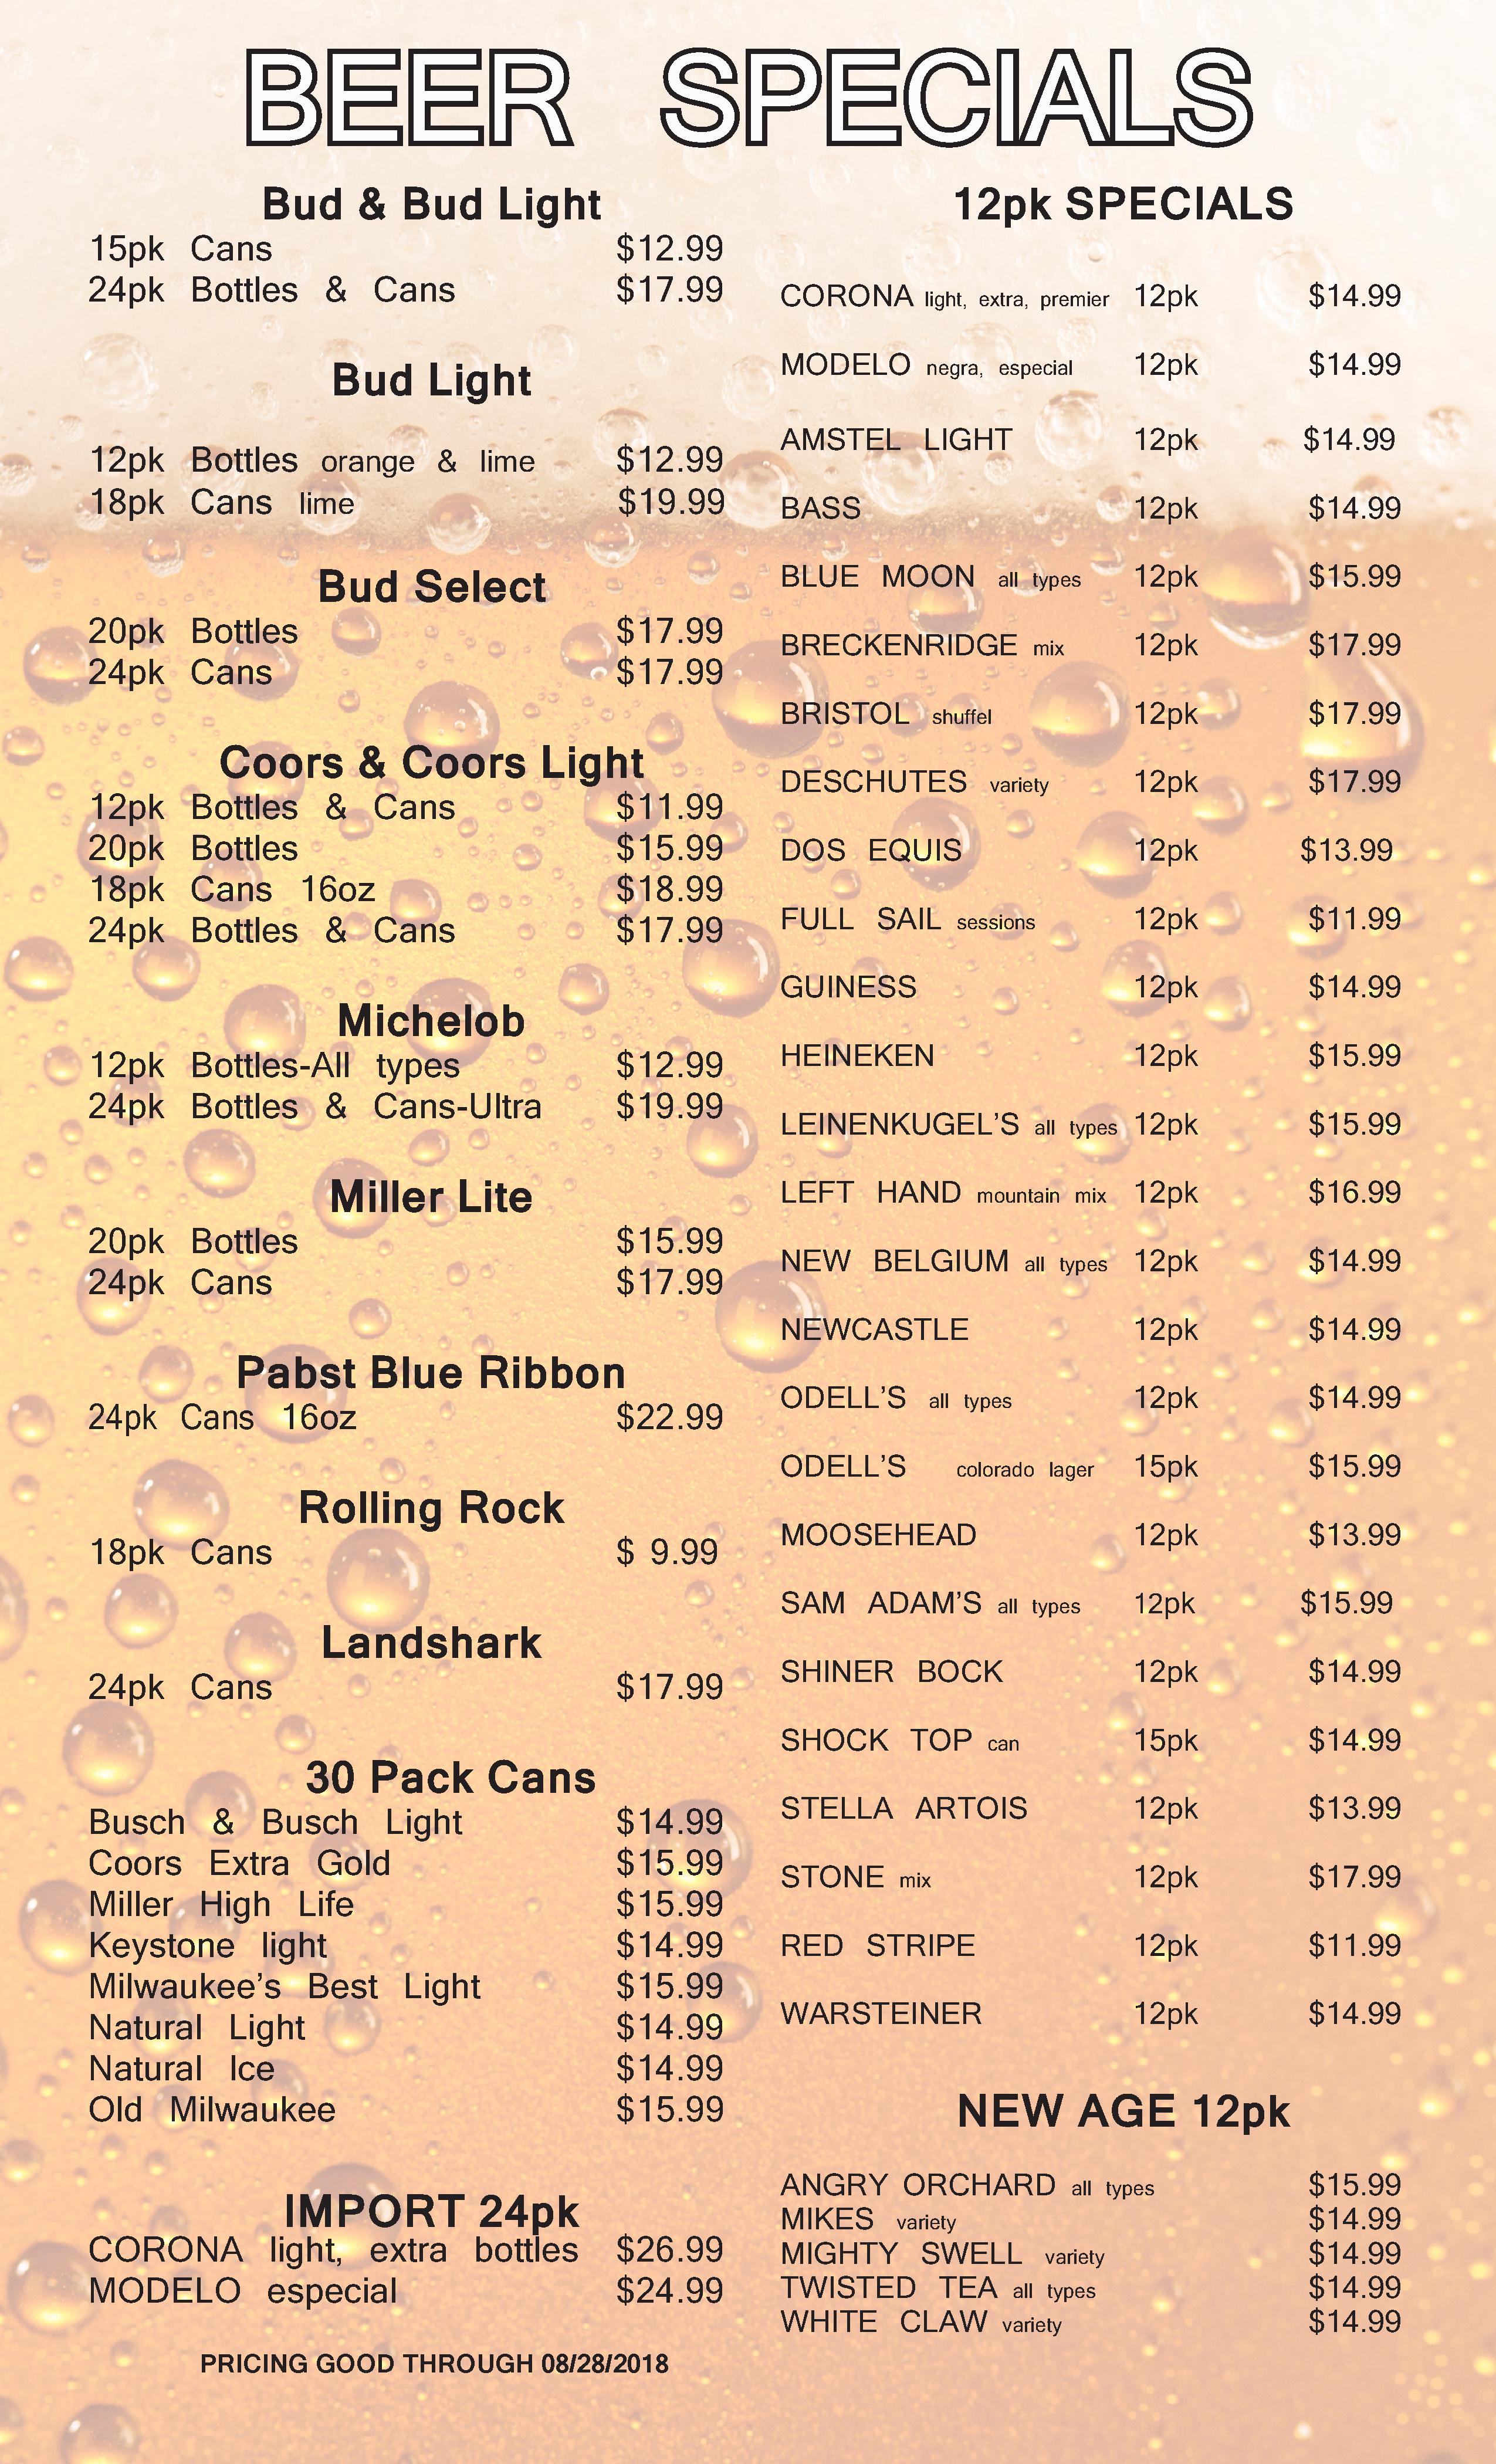 BEER SPECIALS
Bud & Bud Light
15pk Cans $12.99
24pk Bottles & Cans $17.99
Bud Light
12pk Bottles orange & lime $12.99
18pk Cans lime $19.99
Bud Select
20pk Bottles $17.99
24pk Cans $17.99
Coors & Coors Light
12pk Bottles & Cans $11.99
20pk Bottles $15.99
18pk Cans 16oz $18.99
24pk Bottles & Cans $17.99
Michelob
12pk Bottles-All types $12.99
24pk Bottles & Cans-Ultra $19.99
Miller Lite
20pk Bottles $15.99
24pk Cans $17.99
Pabst Blue Ribbon
24pk Cans 16oz $22.99
Rolling Rock
18pk Cans $ 9.99
Landshark
24pk Cans $17.99
30 Pack Cans
Busch & Busch Light $14.99
Coors Extra Gold $15.99
Miller High Life $15.99
Keystone light $14.99
Milwaukee’s Best Light $15.99
Natural Light $14.99
Natural Ice $14.99
Old Milwaukee $15.99
IMPORT 24pk
CORONA light, extra bottles $26.99
MODELO especial $24.99
PRICING GOOD THROUGH 08/28/2018
12pk SPECIALS
CORONA light, extra, premier 12pk $14.99
MODELO negra, especial 12pk $14.99
AMSTEL LIGHT 12pk $14.99
BASS 12pk $14.99
BLUE MOON all types 12pk $15.99
BRECKENRIDGE mix 12pk $17.99
BRISTOL shuffel 12pk $17.99
DESCHUTES variety 12pk $17.99
DOS EQUIS 12pk $13.99
FULL SAIL sessions 12pk $11.99
GUINESS 12pk $14.99
HEINEKEN 12pk $15.99
LEINENKUGEL’S all types 12pk $15.99
LEFT HAND mountain mix 12pk $16.99
NEW BELGIUM all types 12pk $14.99
NEWCASTLE 12pk $14.99
ODELL’S all types 12pk $14.99
ODELL’S colorado lager 15pk $15.99
MOOSEHEAD 12pk $13.99
SAM ADAM’S all types 12pk $15.99
SHINER BOCK 12pk $14.99
SHOCK TOP can 15pk $14.99
STELLA ARTOIS 12pk $13.99
STONE mix 12pk $17.99
RED STRIPE 12pk $11.99
WARSTEINER 12pk $14.99
NEW AGE 12pk
ANGRY ORCHARD all types $15.99
MIKES variety $14.99
MIGHTY SWELL variety $14.99
TWISTED TEA all types $14.99
WHITE CLAW variety $14.99